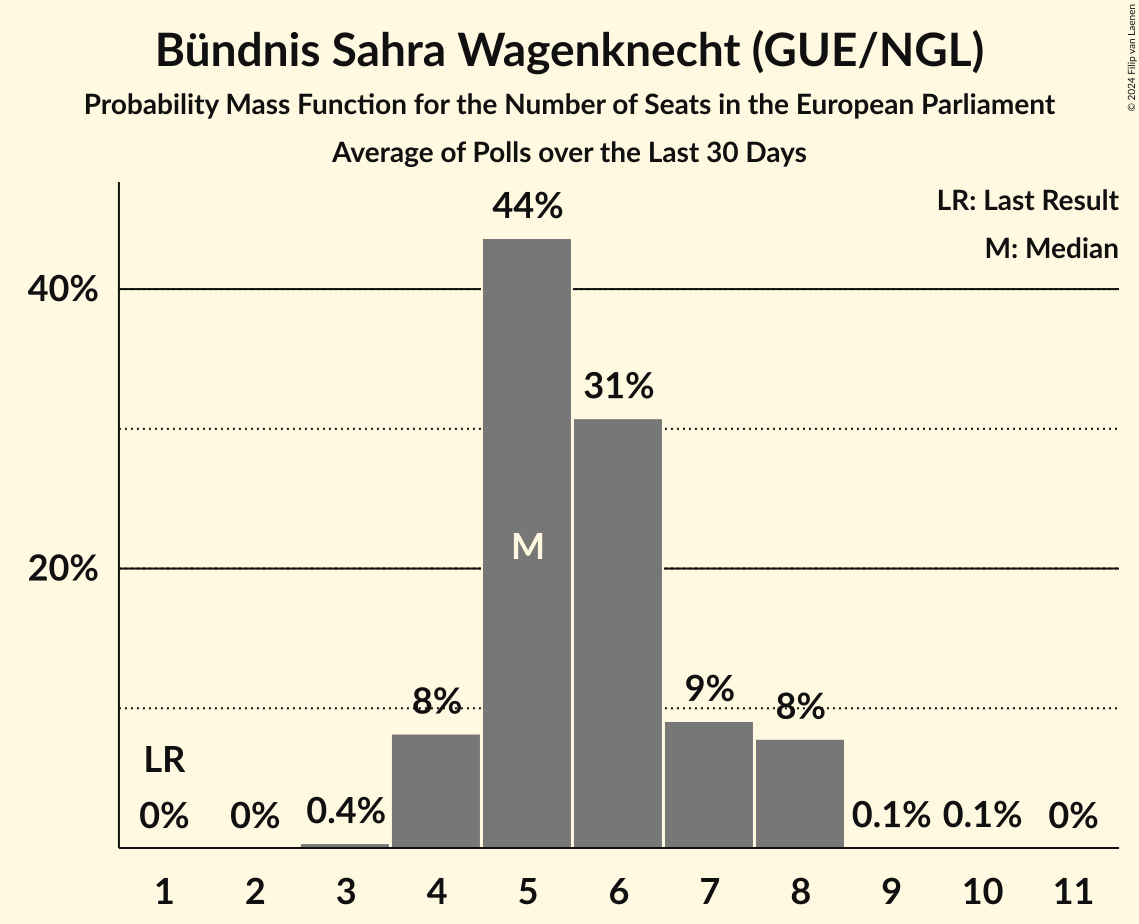 Bündnis Sahra Wagenknecht (GUE/NGL)
Probability Mass Function for the Number of Seats in the European Parliament
Average of Polls over the Last 30 Days
© 2024 Filip van Laenen
LR: Last Result
M: Median
40%
20%
44%
31%
M
8%
9%
8%
LR
0%
0%
0.4%
0.1%
0.1%
0%
1 2 3 4 5 6 7 8 9 10 11